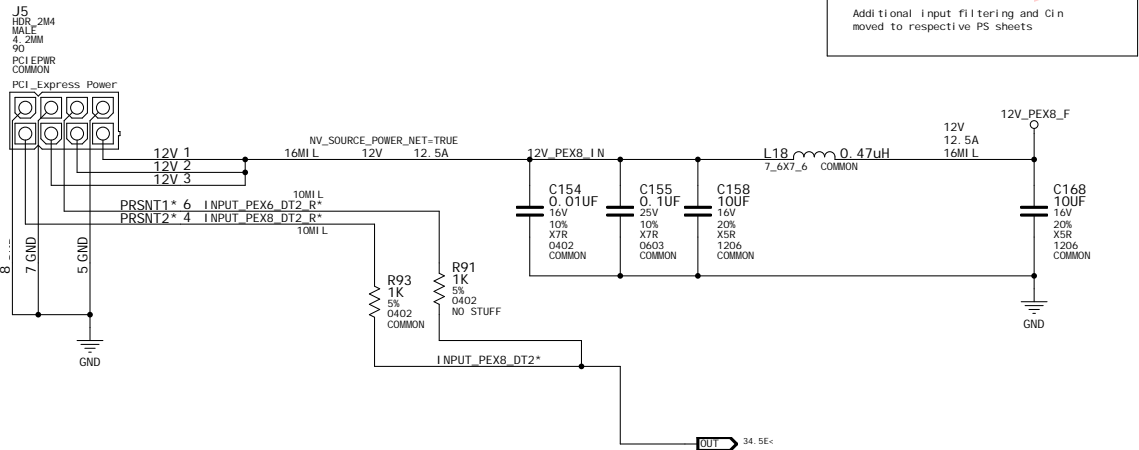 J5
HDR_2M4
MALE
4.2MM
90
PCIEPWR
COMMON
PCI_Express Power
Additional input filtering and Cin
moved to respective PS sheets
12V 1
12V 2
12V 3
NV_SOURCE_POWER_NET=TRUE
16MIL 12V 12.5A
12V_PEX8_IN
L18 0.47uH
7_6X7_6 COMMON
12V_PEX8_F
12V
12.5A
16MIL
10MIL
PRSNT1* 6 INPUT_PEX6_DT2_R*
PRSNT2* 4 INPUT_PEX8_DT2_R*
10MIL
8
7 GND
5 GND
GND
C154
0.01UF
16V
10%
X7R
0402
COMMON
C155
0.1UF
25V
10%
X7R
0603
COMMON
C158
10UF
16V
20%
X5R
1206
COMMON
C168
10UF
16V
20%
X5R
1206
COMMON
GND
R93
1K
5%
0402
COMMON
R91
1K
5%
0402
NO STUFF
INPUT_PEX8_DT2*
OUT 34.5E<